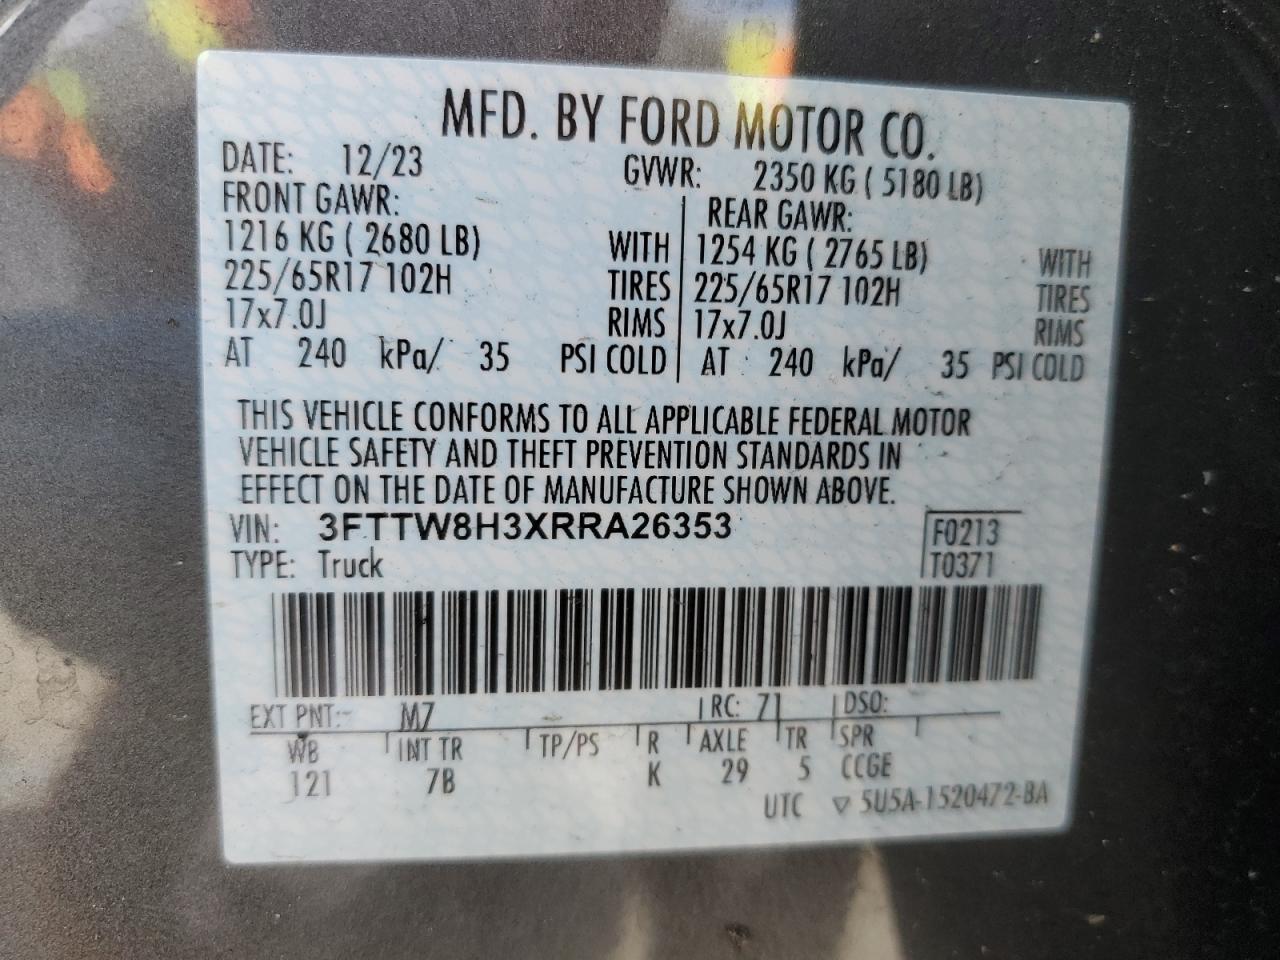 MFD. BY FORD MOTOR CO.
DATE: 12/23 GVWR: 2350 KG ( 5180 LB)
FRONT GAWR: REAR GAWR:
1216 KG ( 2680 LB) WITH 1254 KG ( 2765 LB) WITH
225/65R17 102H TIRES 225/65R17 102H TIRES
17x7.0J RIMS 17x7.0J RIMS
AT 240 kPa/ 35 PSI COLD AT 240 kPa/ 35 PSI COLD
THIS VEHICLE CONFORMS TO ALL APPLICABLE FEDERAL MOTOR
VEHICLE SAFETY AND THEFT PREVENTION STANDARDS IN
EFFECT ON THE DATE OF MANUFACTURE SHOWN ABOVE.
VIN: 3FTTW8H3XRRA26353 F0213
TYPE: Truck T0371
EXT PNT: M7 RC: 71 DSO:
WB INT TR TP/PS R AXLE TR SPR
121 7B K 29 5 CCGE
UTC ▽ 5U5A-1520472-BA